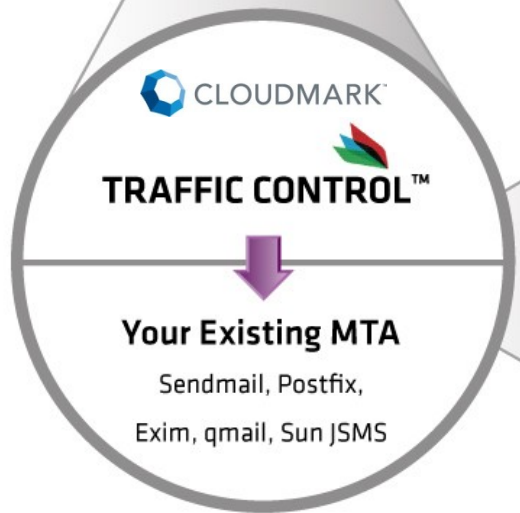 CLOUDMARK™
TRAFFIC CONTROL™
Your Existing MTA
Sendmail, Postfix,
Exim, qmail, Sun JSMS